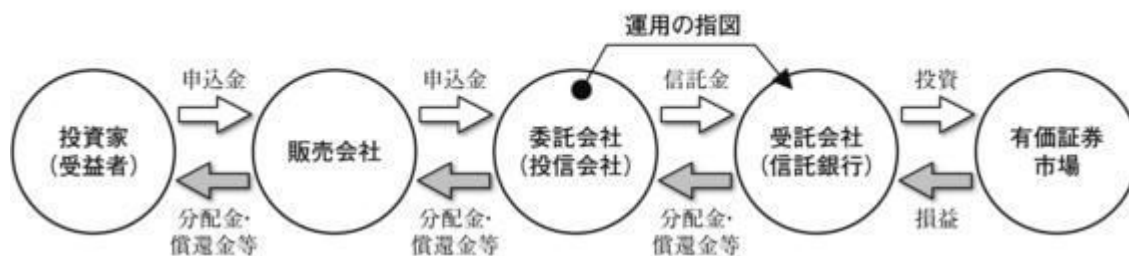 運用の指図
申込金
申込金
信託金
投資
投資家
(受益者)
販売会社
委託会社
(投信会社)
受託会社
(信託銀行)
有価証券
市場
分配金・
償還金等
分配金・
償還金等
分配金・
償還金等
損益